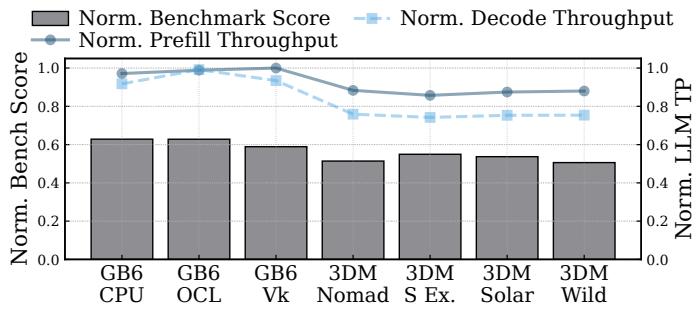 Norm. Benchmark Score
Norm. Decode Throughput
Norm. Prefill Throughput
Norm. Bench Score
1.0
0.8
0.6
0.4
0.2
0.0
1.0
0.8
0.6
0.4
0.2
0.0
Norm. LLM TP
GB6
CPU
GB6
OCL
GB6
Vk
3DM
Nomad
3DM
S Ex.
3DM
Solar
3DM
Wild